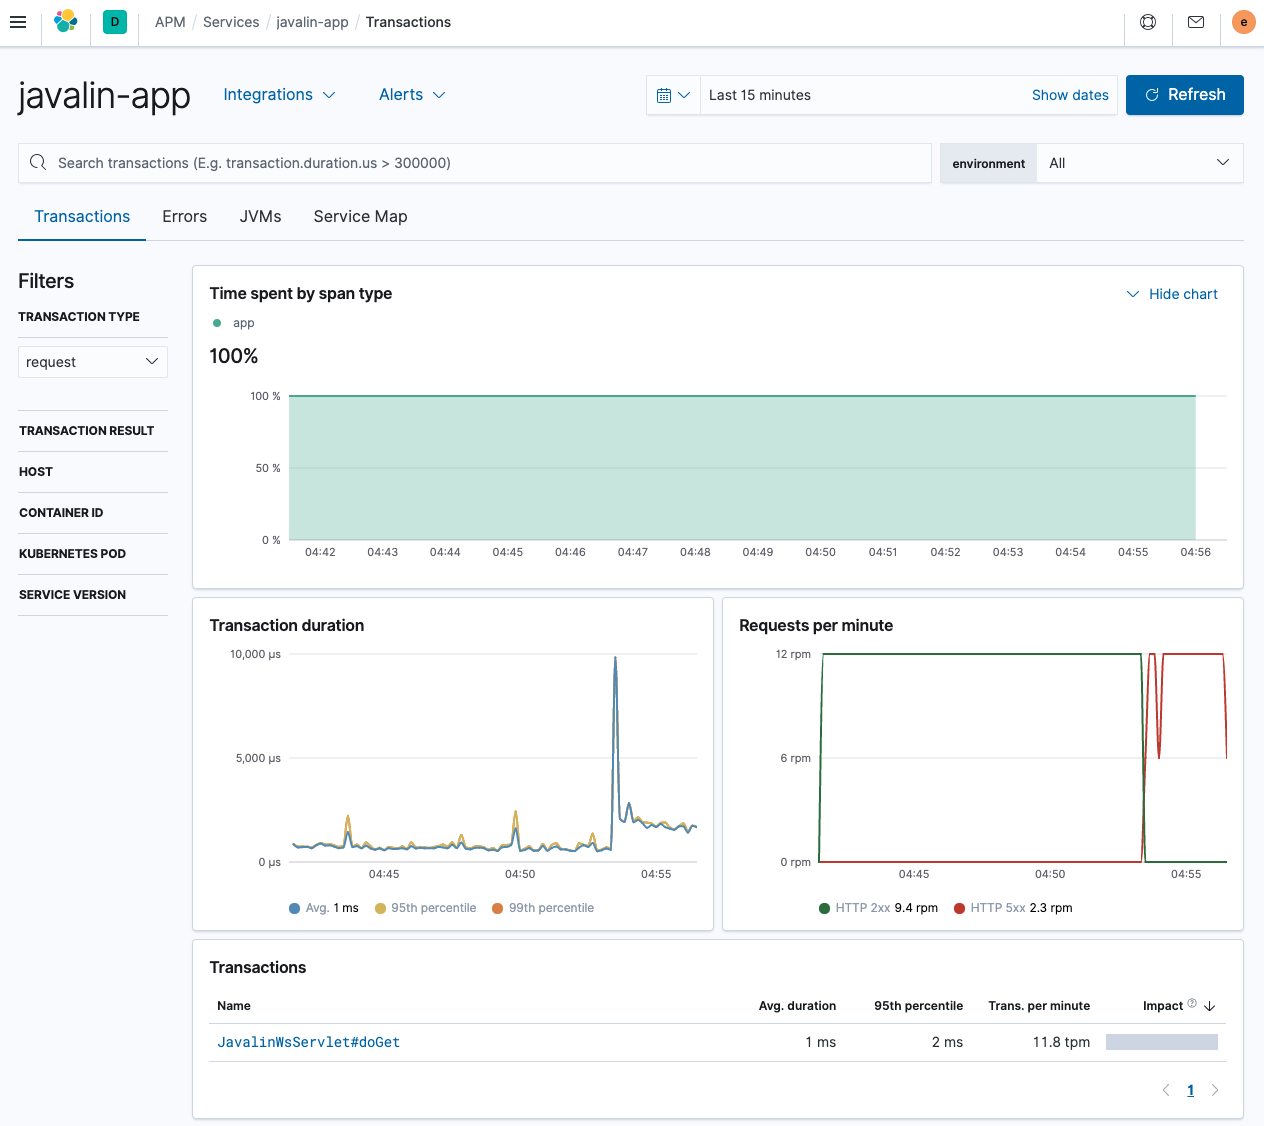 D APM / Services / javalin-app / Transactions e
javalin-app Integrations Alerts Last 15 minutes Show dates Refresh
Search transactions (E.g. transaction.duration.us > 300000) environment All
Transactions Errors JVMs Service Map
Filters
TRANSACTION TYPE
request
TRANSACTION RESULT
HOST
CONTAINER ID
KUBERNETES POD
SERVICE VERSION
Time spent by span type Hide chart
app
100%
100 %
50 %
0 %
04:42 04:43 04:44 04:45 04:46 04:47 04:48 04:49 04:50 04:51 04:52 04:53 04:54 04:55 04:56
Transaction duration
10,000 μs
5,000 μs
0 μs
04:45 04:50 04:55
Avg. 1 ms 95th percentile 99th percentile
Requests per minute
12 rpm
6 rpm
0 rpm
04:45 04:50 04:55
HTTP 2xx 9.4 rpm HTTP 5xx 2.3 rpm
Transactions
Name Avg. duration 95th percentile Trans. per minute Impact ?
JavalinWsServlet#doGet 1 ms 2 ms 11.8 tpm
1